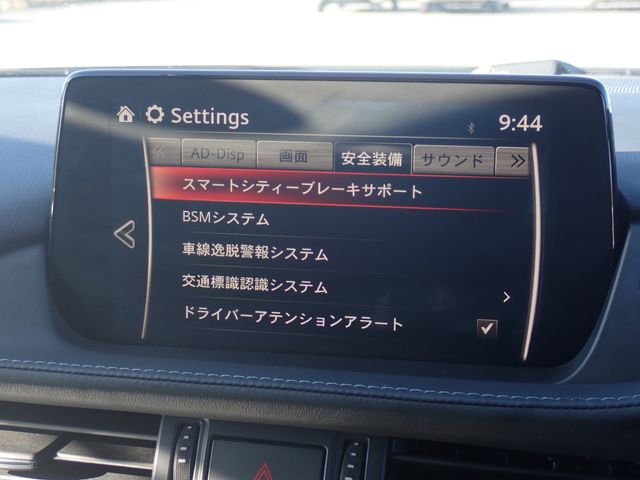 Settings 9:44
AD-Disp 画面 安全装備 サウンド
スマートシティーブレーキサポート
BSMシステム
車線逸脱警報システム
交通標識認識システム
ドライバーアテンションアラート